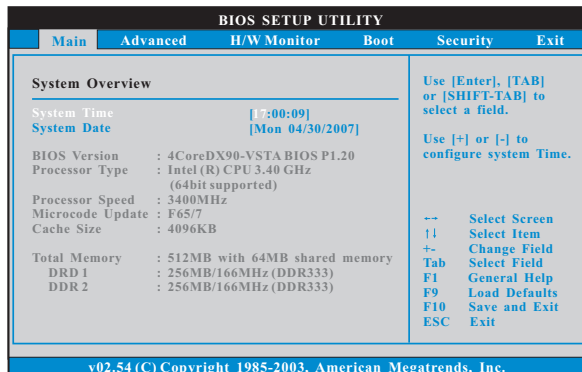 BIOS SETUP UTILITY
Main Advanced H/W Monitor Boot Security Exit
System Overview
System Time [17:00:09]
System Date [Mon 04/30/2007]
BIOS Version : 4CoreDX90-VSTA BIOS P1.20
Processor Type : Intel (R) CPU 3.40 GHz
(64bit supported)
Processor Speed : 3400MHz
Microcode Update : F65/7
Cache Size : 4096KB
Total Memory : 512MB with 64MB shared memory
DRD 1 : 256MB/166MHz (DDR333)
DDR 2 : 256MB/166MHz (DDR333)
Use [Enter], [TAB]
or [SHIFT-TAB] to
select a field.
Use [+] or [-] to
configure system Time.
←→ Select Screen
↑↓ Select Item
+- Change Field
Tab Select Field
F1 General Help
F9 Load Defaults
F10 Save and Exit
ESC Exit
v02.54 (C) Copyright 1985-2003, American Megatrends, Inc.